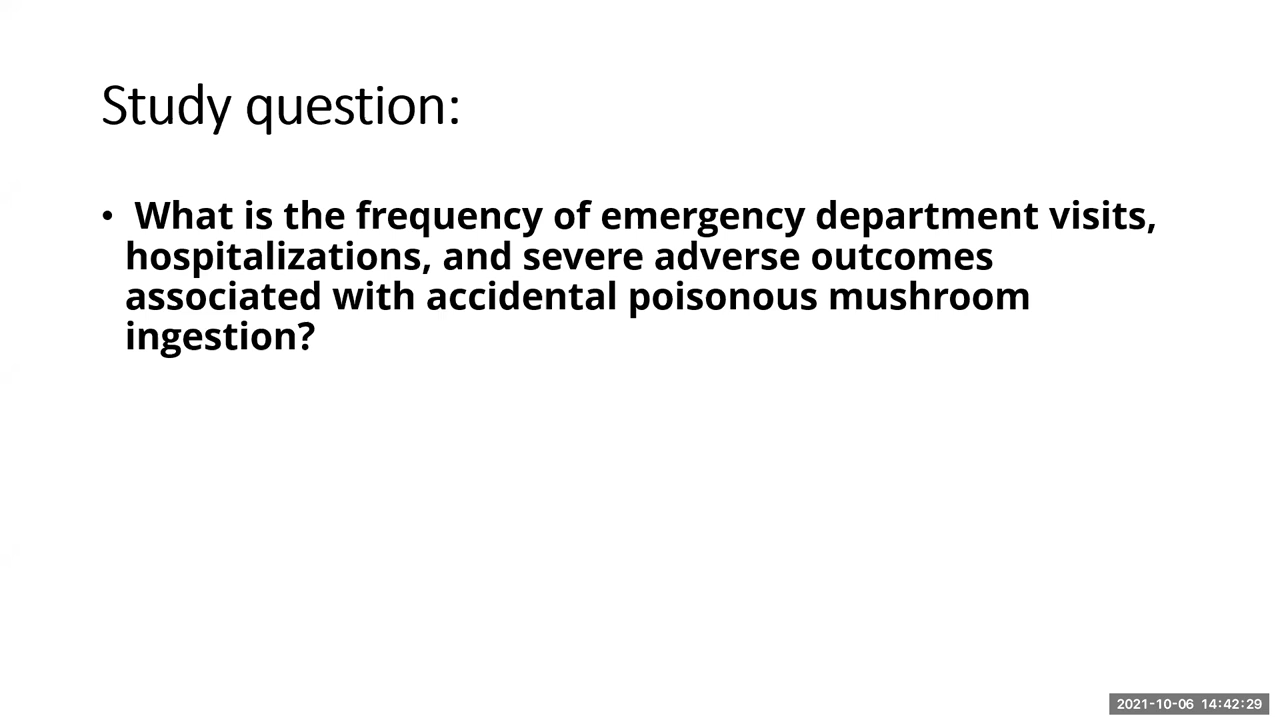 Study question:
• What is the frequency of emergency department visits,
hospitalizations, and severe adverse outcomes
associated with accidental poisonous mushroom
ingestion?
2021-10-06 14:42:29